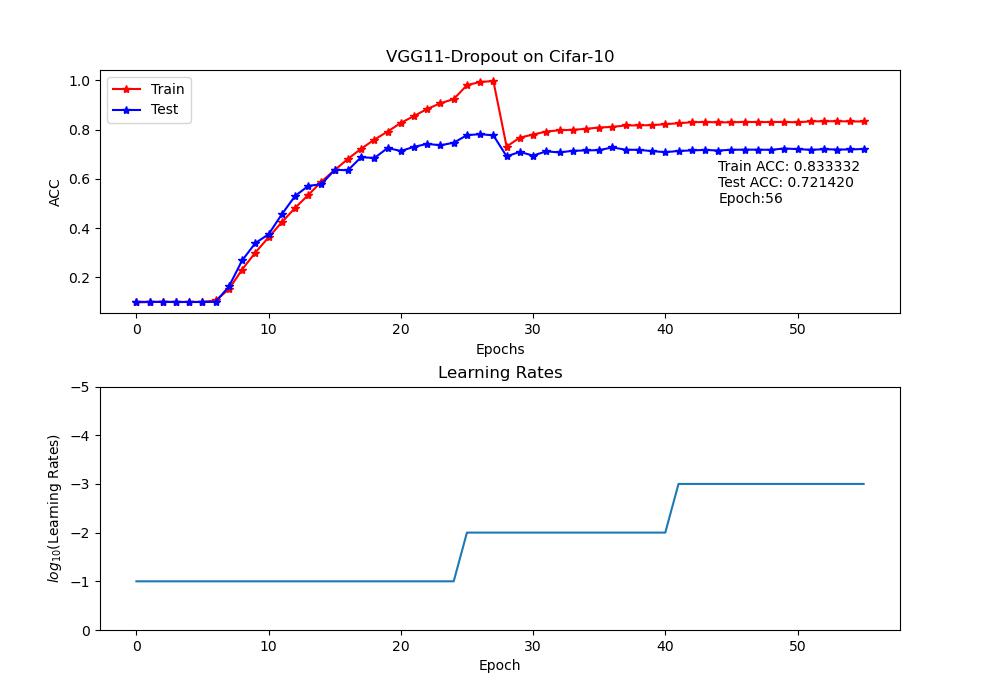 VGG11-Dropout on Cifar-10
ACC
1.0
0.8
0.6
0.4
0.2
Train
Test
Train ACC: 0.833332
Test ACC: 0.721420
Epoch:56
0 10 20 30 40 50
Epochs
Learning Rates
log10(Learning Rates)
−5
−4
−3
−2
−1
0
0 10 20 30 40 50
Epoch